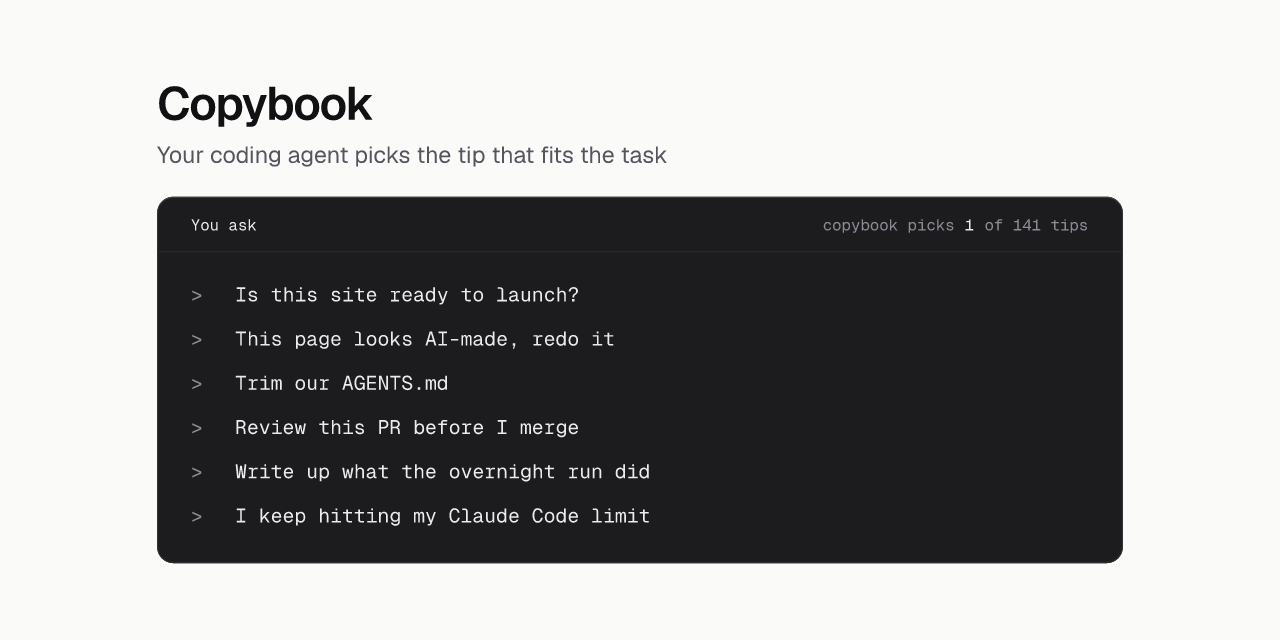 Copybook
Your coding agent picks the tip that fits the task
You ask
copybook picks 1 of 141 tips
> Is this site ready to launch?
> This page looks AI-made, redo it
> Trim our AGENTS.md
> Review this PR before I merge
> Write up what the overnight run did
> I keep hitting my Claude Code limit